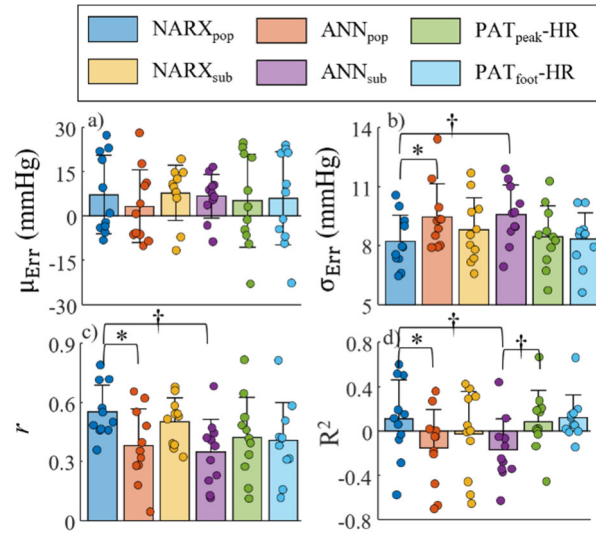 NARXpop ANNpop PATpeak-HR
NARXsub ANNsub PATfoot-HR
a)
μErr (mmHg)
30
15
0
-15
-30
b)
σErr (mmHg)
14
11
8
5
*
†
c)
r
0.9
0.6
0.3
0
*
†
d)
R²
0.8
0.4
0
-0.4
-0.8
*
†
†